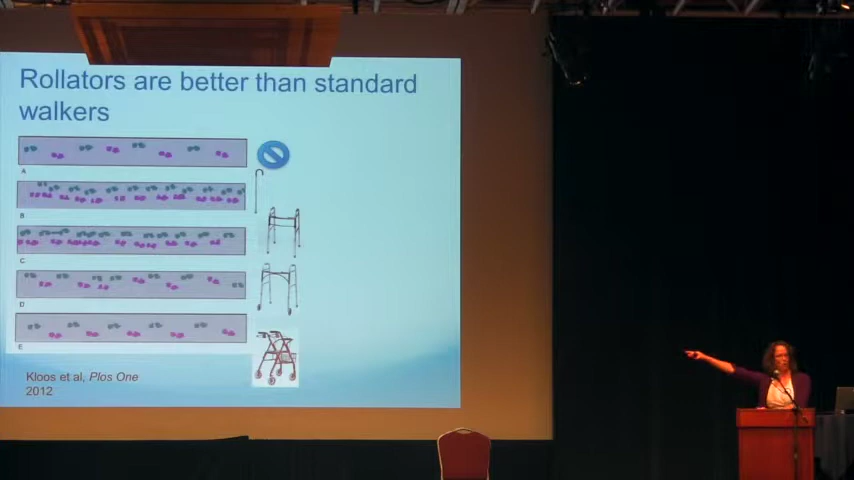 Rollators are better than standard
walkers
A
B
C
D
E
Kloos et al, Plos One
2012